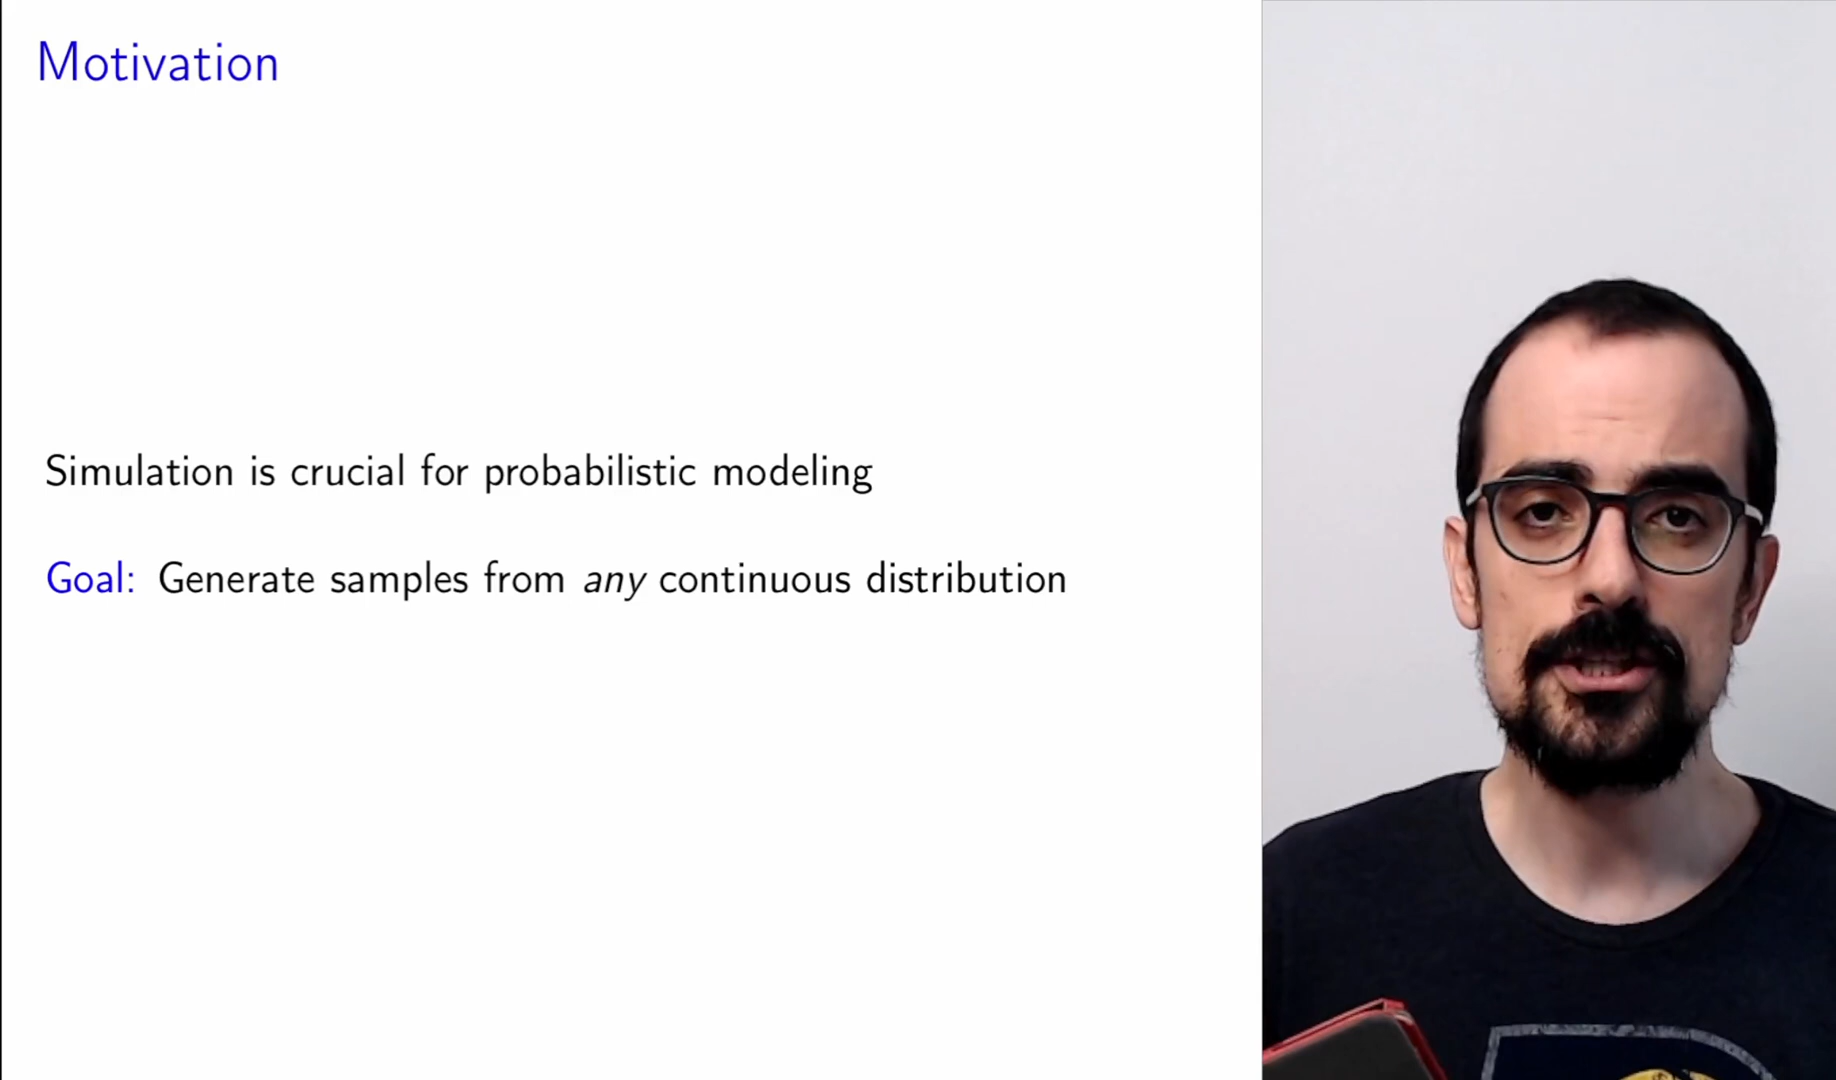 Motivation
Simulation is crucial for probabilistic modeling
Goal: Generate samples from any continuous distribution